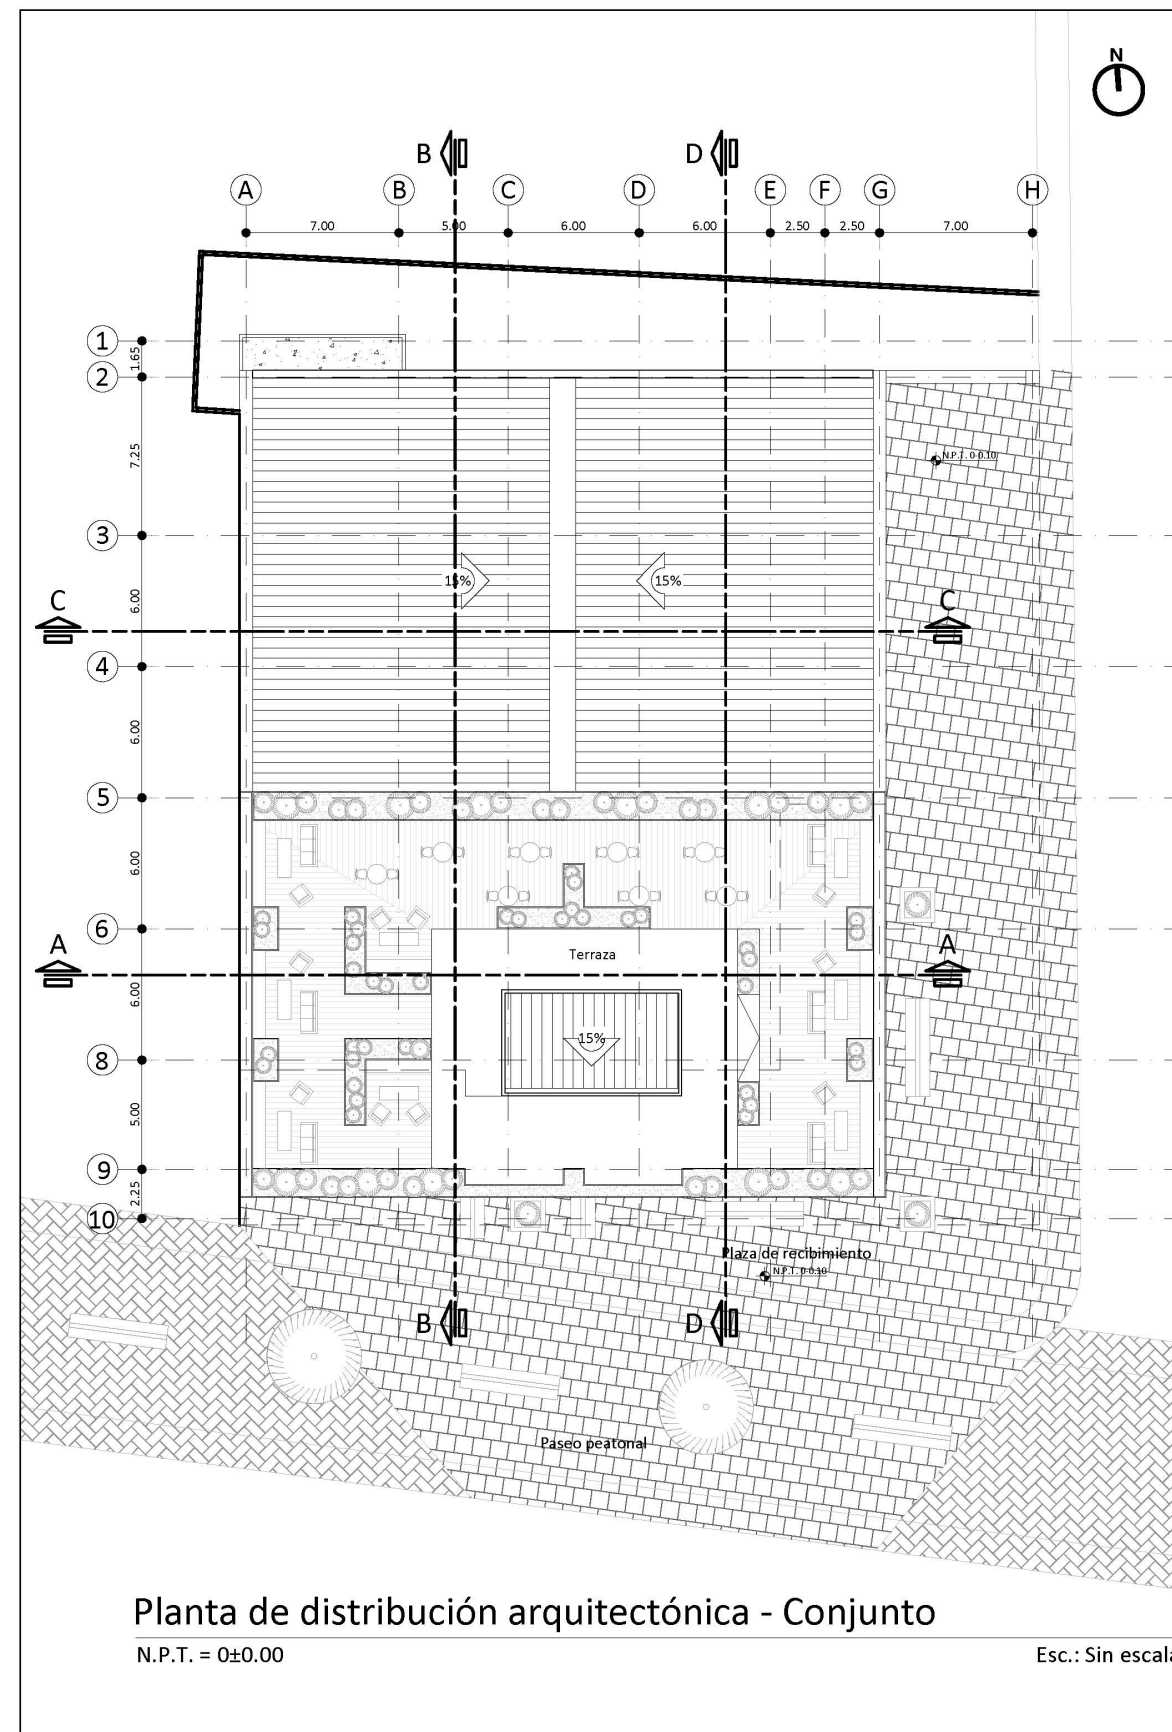 N
B D
A B C D E F G H
7.00 5.00 6.00 6.00 2.50 2.50 7.00
1
1.65
2
7.25
N.P.T. 0-0.10
3
15% 15%
6.00
C C
4
6.00
5
6.00
6
A Terraza A
6.00
15%
8
5.00
9
2.25
10
Plaza de recibimiento
N.P.T. 0-0.10
B D
Paseo peatonal
Planta de distribución arquitectónica - Conjunto
N.P.T. = 0±0.00
Esc.: Sin escala